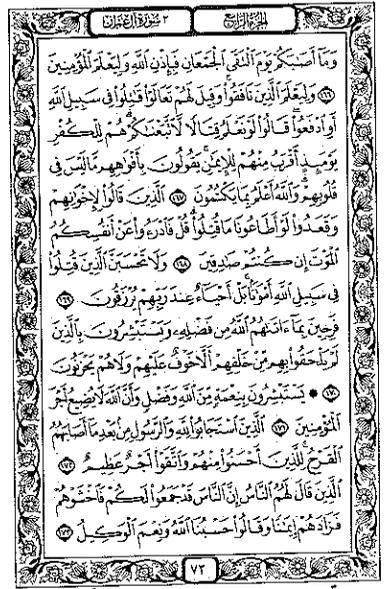 ٣ سورة آل عمران
الجزء الرابع
وَمَآ أَصَٰبَكُمْ يَوْمَ ٱلْتَقَى ٱلْجَمْعَانِ فَبِإِذْنِ ٱللَّهِ وَلِيَعْلَمَ ٱلْمُؤْمِنِينَ
١٦٦ وَلِيَعْلَمَ ٱلَّذِينَ نَافَقُوا۟ وَقِيلَ لَهُمْ تَعَالَوْا۟ قَٰتِلُوا۟ فِى سَبِيلِ ٱللَّهِ
أَوِ ٱدْفَعُوا۟ قَالُوا۟ لَوْ نَعْلَمُ قِتَالًا لَّٱتَّبَعْنَٰكُمْ هُمْ لِلْكُفْرِ
يَوْمَئِذٍ أَقْرَبُ مِنْهُمْ لِلْإِيمَٰنِ يَقُولُونَ بِأَفْوَٰهِهِم مَّا لَيْسَ فِى
قُلُوبِهِمْ وَٱللَّهُ أَعْلَمُ بِمَا يَكْتُمُونَ ١٦٧ ٱلَّذِينَ قَالُوا۟ لِإِخْوَٰنِهِمْ
وَقَعَدُوا۟ لَوْ أَطَاعُونَا مَا قُتِلُوا۟ قُلْ فَٱدْرَءُوا۟ عَنْ أَنفُسِكُمُ
ٱلْمَوْتَ إِن كُنتُمْ صَٰدِقِينَ ١٦٨ وَلَا تَحْسَبَنَّ ٱلَّذِينَ قُتِلُوا۟
فِى سَبِيلِ ٱللَّهِ أَمْوَٰتًۢا بَلْ أَحْيَآءٌ عِندَ رَبِّهِمْ يُرْزَقُونَ ١٦٩
فَرِحِينَ بِمَآ ءَاتَىٰهُمُ ٱللَّهُ مِن فَضْلِهِۦ وَيَسْتَبْشِرُونَ بِٱلَّذِينَ
لَمْ يَلْحَقُوا۟ بِهِم مِّنْ خَلْفِهِمْ أَلَّا خَوْفٌ عَلَيْهِمْ وَلَا هُمْ يَحْزَنُونَ
١٧٠ ۞ يَسْتَبْشِرُونَ بِنِعْمَةٍ مِّنَ ٱللَّهِ وَفَضْلٍ وَأَنَّ ٱللَّهَ لَا يُضِيعُ أَجْرَ
ٱلْمُؤْمِنِينَ ١٧١ ٱلَّذِينَ ٱسْتَجَابُوا۟ لِلَّهِ وَٱلرَّسُولِ مِنۢ بَعْدِ مَآ أَصَابَهُمُ
ٱلْقَرْحُ لِلَّذِينَ أَحْسَنُوا۟ مِنْهُمْ وَٱتَّقَوْا۟ أَجْرٌ عَظِيمٌ ١٧٢
ٱلَّذِينَ قَالَ لَهُمُ ٱلنَّاسُ إِنَّ ٱلنَّاسَ قَدْ جَمَعُوا۟ لَكُمْ فَٱخْشَوْهُمْ
فَزَادَهُمْ إِيمَٰنًا وَقَالُوا۟ حَسْبُنَا ٱللَّهُ وَنِعْمَ ٱلْوَكِيلُ ١٧٣
٧٢